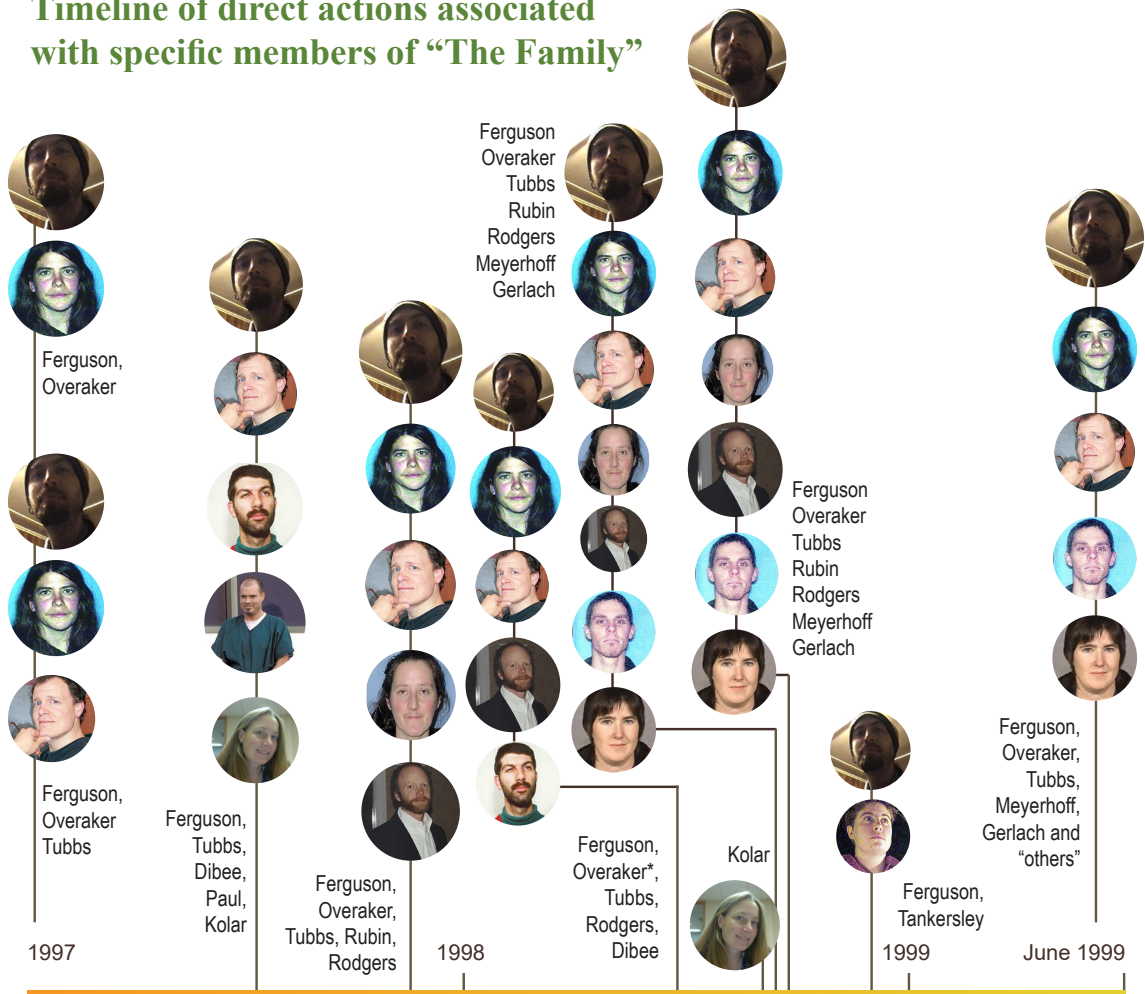 Timeline of direct actions associated
with specific members of “The Family”
Ferguson,
Overaker
Ferguson,
Overaker
Tubbs
Ferguson,
Tubbs,
Dibee,
Paul,
Kolar
Ferguson,
Overaker,
Tubbs, Rubin,
Rodgers
Ferguson
Overaker
Tubbs
Rubin
Rodgers
Meyerhoff
Gerlach
Ferguson,
Overaker*,
Tubbs,
Rodgers,
Dibee
Kolar
Ferguson
Overaker
Tubbs
Rubin
Rodgers
Meyerhoff
Gerlach
Ferguson,
Tankersley
Ferguson,
Overaker,
Tubbs,
Meyerhoff,
Gerlach and
“others”
1997
1998
1999
June 1999